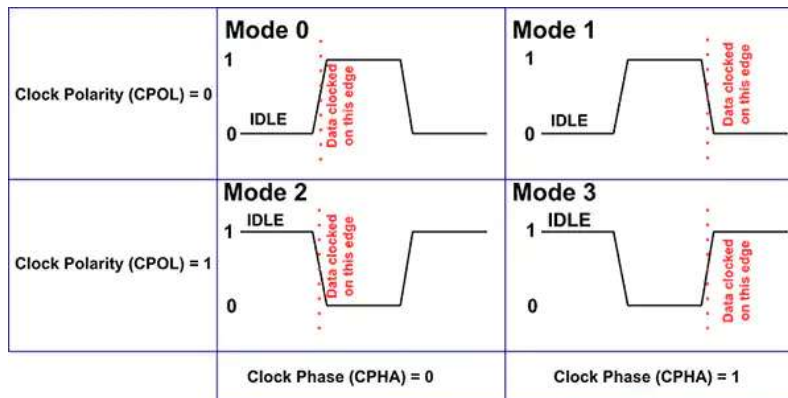 Mode 0
Mode 1
Clock Polarity (CPOL) = 0
1
IDLE
0
Data clocked
on this edge
1
IDLE
0
Data clocked
on this edge
Mode 2
Mode 3
Clock Polarity (CPOL) = 1
IDLE
1
0
Data clocked
on this edge
IDLE
1
0
Data clocked
on this edge
Clock Phase (CPHA) = 0
Clock Phase (CPHA) = 1